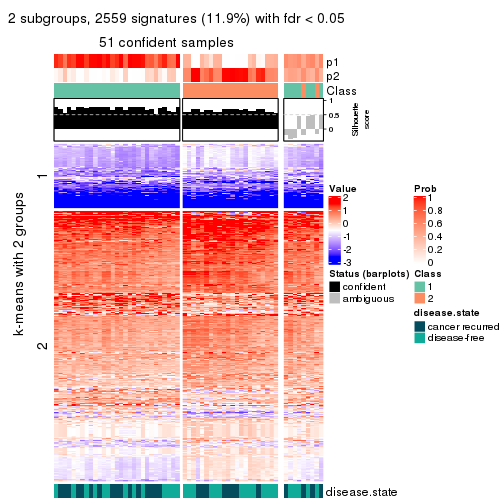 2 subgroups, 2559 signatures (11.9%) with fdr < 0.05
51 confident samples
p1
p2
Class
1
0.5
0
Silhouette
score
k-means with 2 groups
1
2
Value
2
1
0
-1
-2
-3
Status (barplots)
confident
ambiguous
Prob
1
0.8
0.6
0.4
0.2
0
Class
1
2
disease.state
cancer recurred
disease-free
disease.state